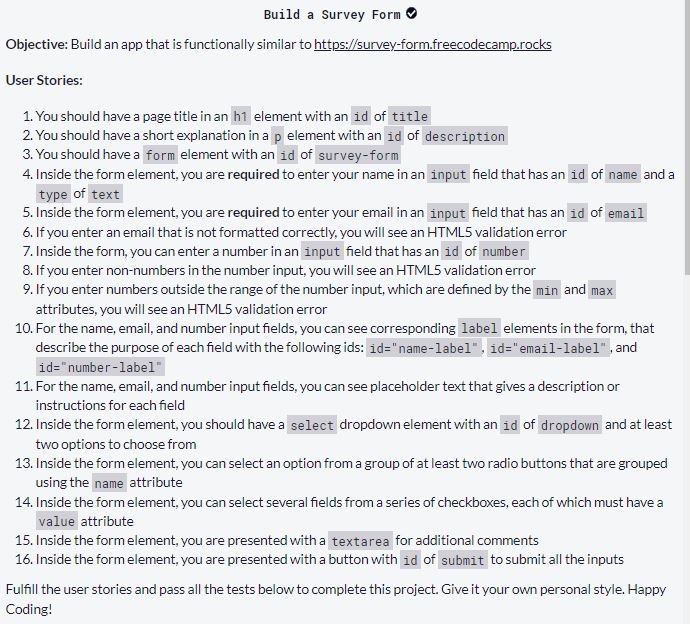 Build a Survey Form
Objective: Build an app that is functionally similar to https://survey-form.freecodecamp.rocks
User Stories:
1. You should have a page title in an h1 element with an id of title
2. You should have a short explanation in a p element with an id of description
3. You should have a form element with an id of survey-form
4. Inside the form element, you are required to enter your name in an input field that has an id of name and a
type of text
5. Inside the form element, you are required to enter your email in an input field that has an id of email
6. If you enter an email that is not formatted correctly, you will see an HTML5 validation error
7. Inside the form, you can enter a number in an input field that has an id of number
8. If you enter non-numbers in the number input, you will see an HTML5 validation error
9. If you enter numbers outside the range of the number input, which are defined by the min and max
attributes, you will see an HTML5 validation error
10. For the name, email, and number input fields, you can see corresponding label elements in the form, that
describe the purpose of each field with the following ids: id="name-label", id="email-label", and
id="number-label"
11. For the name, email, and number input fields, you can see placeholder text that gives a description or
instructions for each field
12. Inside the form element, you should have a select dropdown element with an id of dropdown and at least
two options to choose from
13. Inside the form element, you can select an option from a group of at least two radio buttons that are grouped
using the name attribute
14. Inside the form element, you can select several fields from a series of checkboxes, each of which must have a
value attribute
15. Inside the form element, you are presented with a textarea for additional comments
16. Inside the form element, you are presented with a button with id of submit to submit all the inputs
Fulfill the user stories and pass all the tests below to complete this project. Give it your own personal style. Happy
Coding!